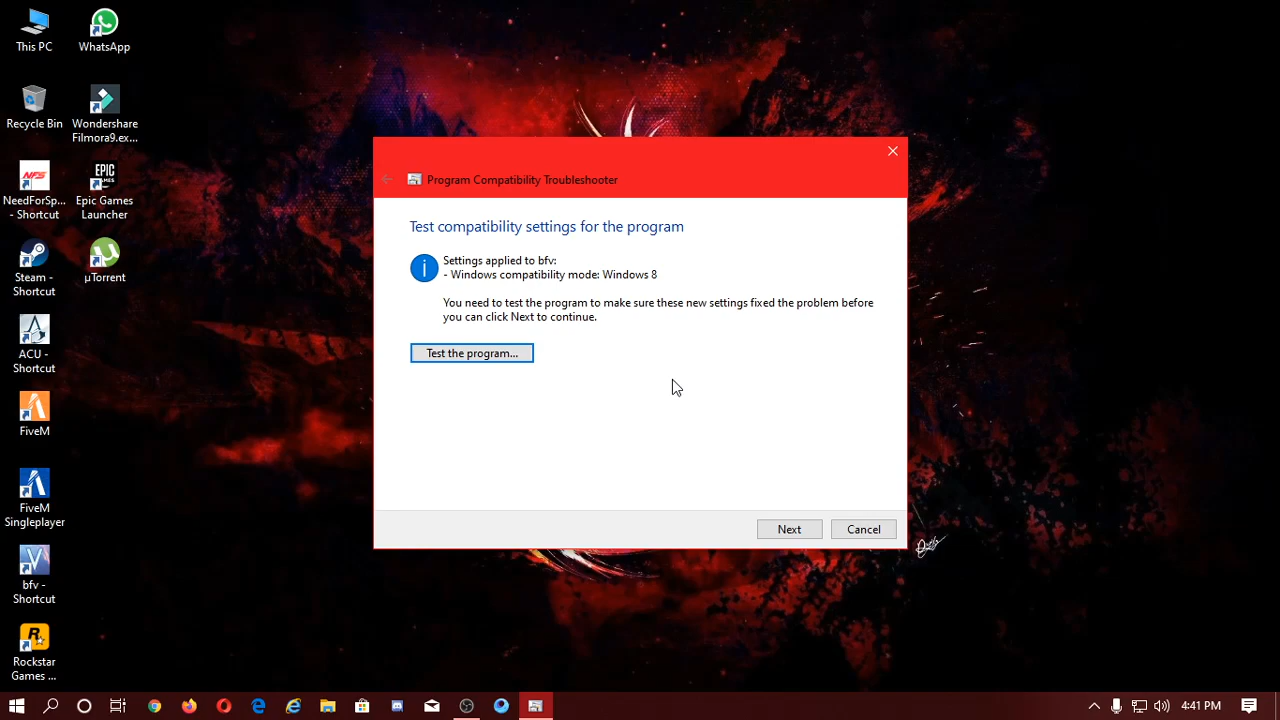 This PC
WhatsApp
Recycle Bin
Wondershare
Filmora9.ex...
NFS
NeedForSp...
- Shortcut
EPIC
GAMES
Epic Games
Launcher
Steam -
Shortcut
µTorrent
ACU -
Shortcut
FiveM
FiveM
Singleplayer
V
bfv -
Shortcut
R
Rockstar
Games ...
Program Compatibility Troubleshooter
Test compatibility settings for the program
Settings applied to bfv:
- Windows compatibility mode: Windows 8
You need to test the program to make sure these new settings fixed the problem before
you can click Next to continue.
Test the program...
Next
Cancel
4:41 PM